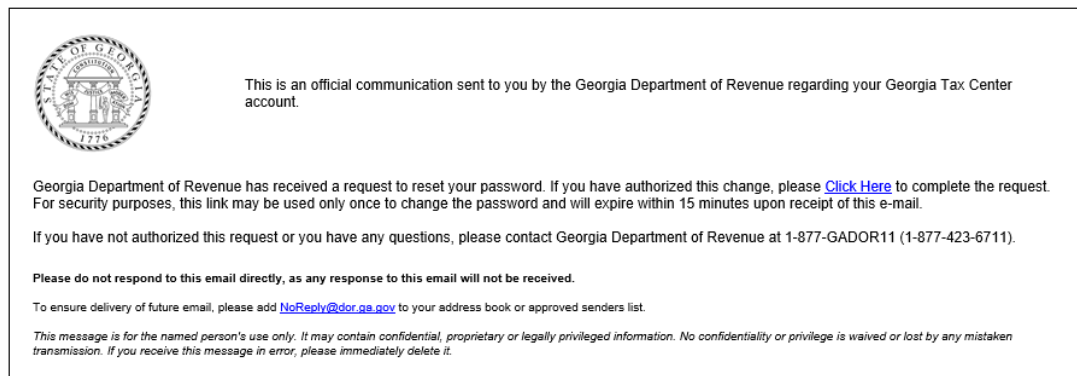 STATE OF GEORGIA
CONSTITUTION
1776
This is an official communication sent to you by the Georgia Department of Revenue regarding your Georgia Tax Center
account.
Georgia Department of Revenue has received a request to reset your password. If you have authorized this change, please Click Here to complete the request.
For security purposes, this link may be used only once to change the password and will expire within 15 minutes upon receipt of this e-mail.
If you have not authorized this request or you have any questions, please contact Georgia Department of Revenue at 1-877-GADOR11 (1-877-423-6711).
Please do not respond to this email directly, as any response to this email will not be received.
To ensure delivery of future email, please add NoReply@dor.ga.gov to your address book or approved senders list.
This message is for the named person's use only. It may contain confidential, proprietary or legally privileged information. No confidentiality or privilege is waived or lost by any mistaken
transmission. If you receive this message in error, please immediately delete it.